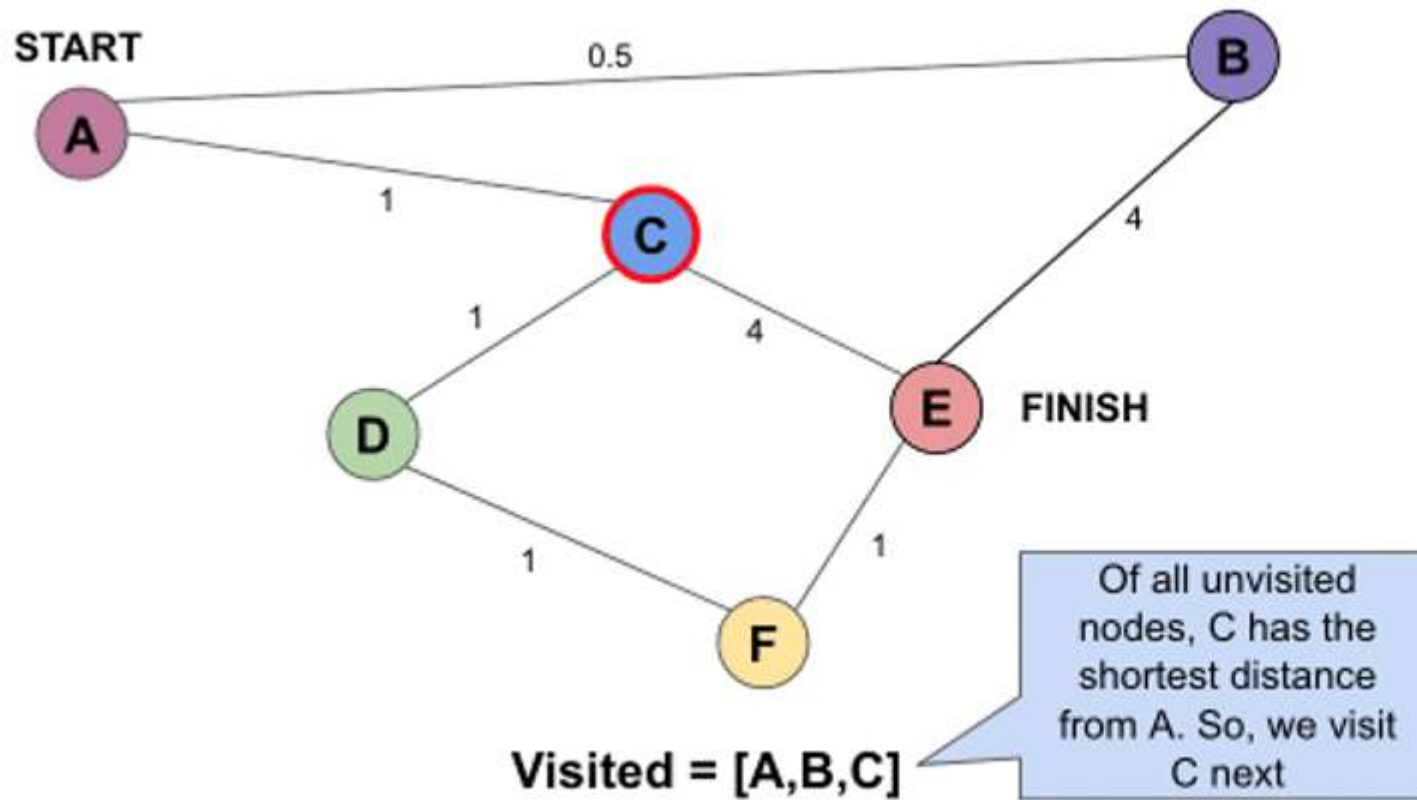 START
0.5
B
A
1
C
4
1
4
D
E
FINISH
1
1
F
Of all unvisited
nodes, C has the
shortest distance
from A. So, we visit
C next
Visited = [A,B,C]